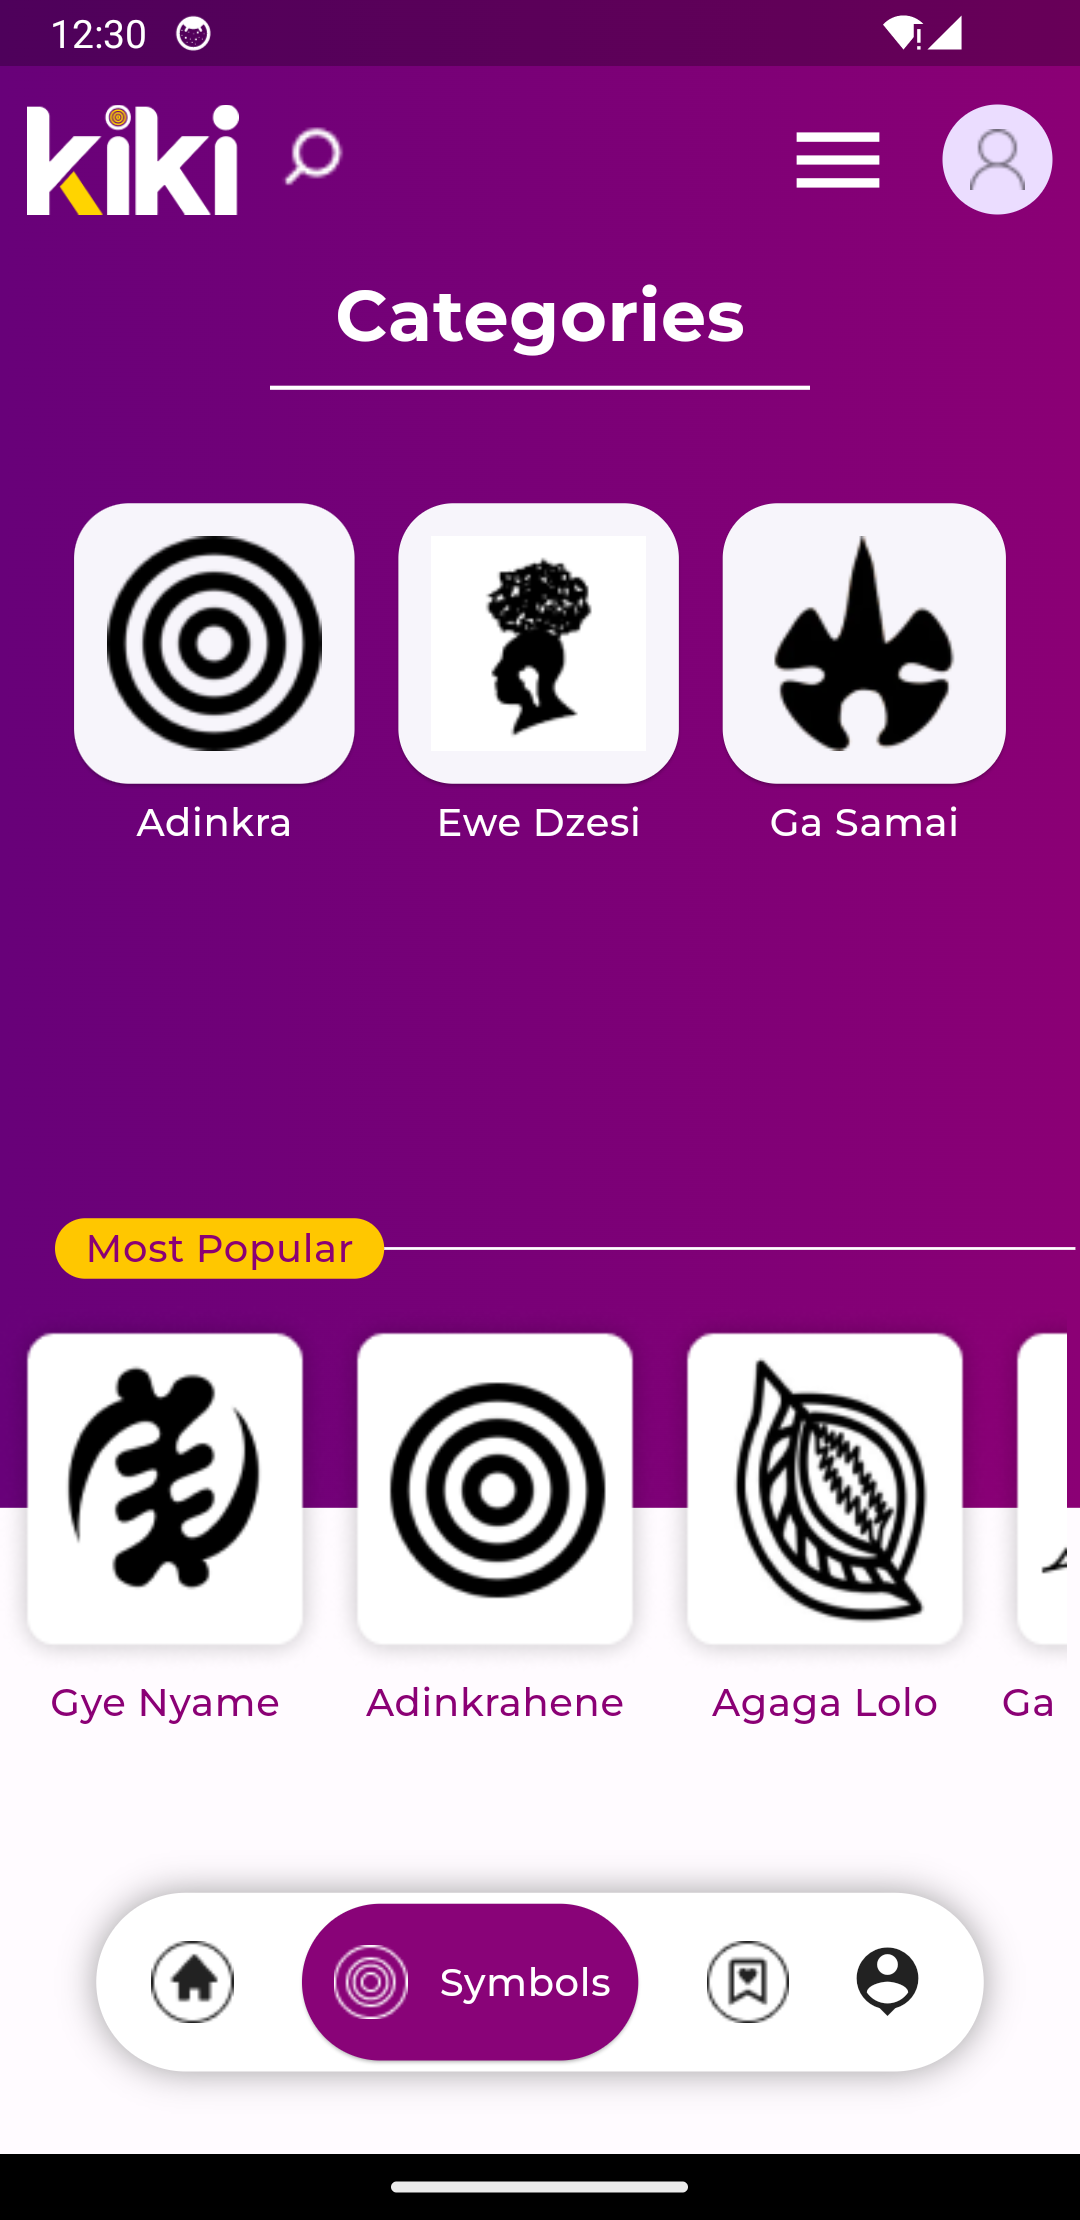 12:30
kiki
Categories
Adinkra
Ewe Dzesi
Ga Samai
Most Popular
Gye Nyame
Adinkrahene
Agaga Lolo
Ga
Symbols